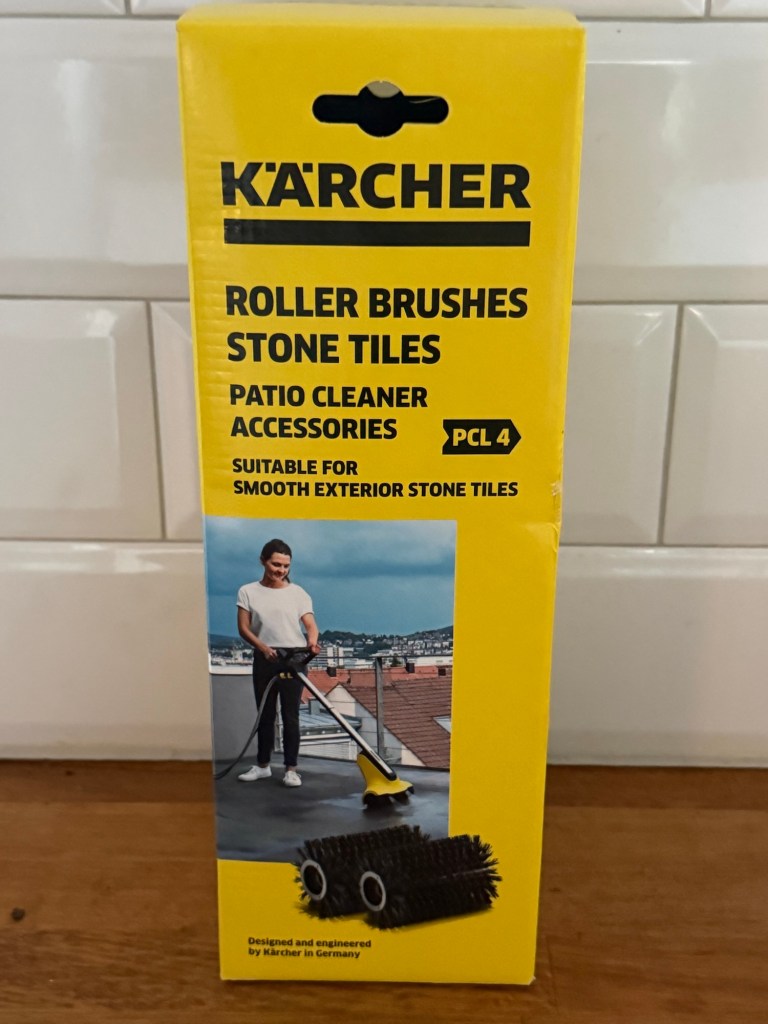 KÄRCHER
ROLLER BRUSHES
STONE TILES
PATIO CLEANER
ACCESSORIES
PCL 4
SUITABLE FOR
SMOOTH EXTERIOR STONE TILES
Designed and engineered
by Kärcher in Germany